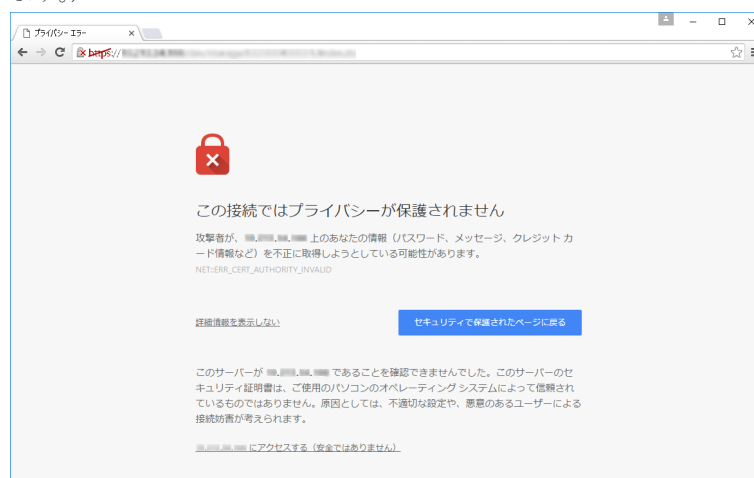 プライバシー エラー
https://
この接続ではプライバシーが保護されません
攻撃者が、 上のあなたの情報（パスワード、メッセージ、クレジット カ
ード情報など）を不正に取得しようとしている可能性があります。
NET::ERR_CERT_AUTHORITY_INVALID
詳細情報を表示しない
セキュリティで保護されたページに戻る
このサーバーが であることを確認できませんでした。このサーバーのセ
キュリティ証明書は、ご使用のパソコンのオペレーティング システムによって信頼され
ているものではありません。原因としては、不適切な設定や、悪意のあるユーザーによる
接続妨害が考えられます。
にアクセスする（安全ではありません）